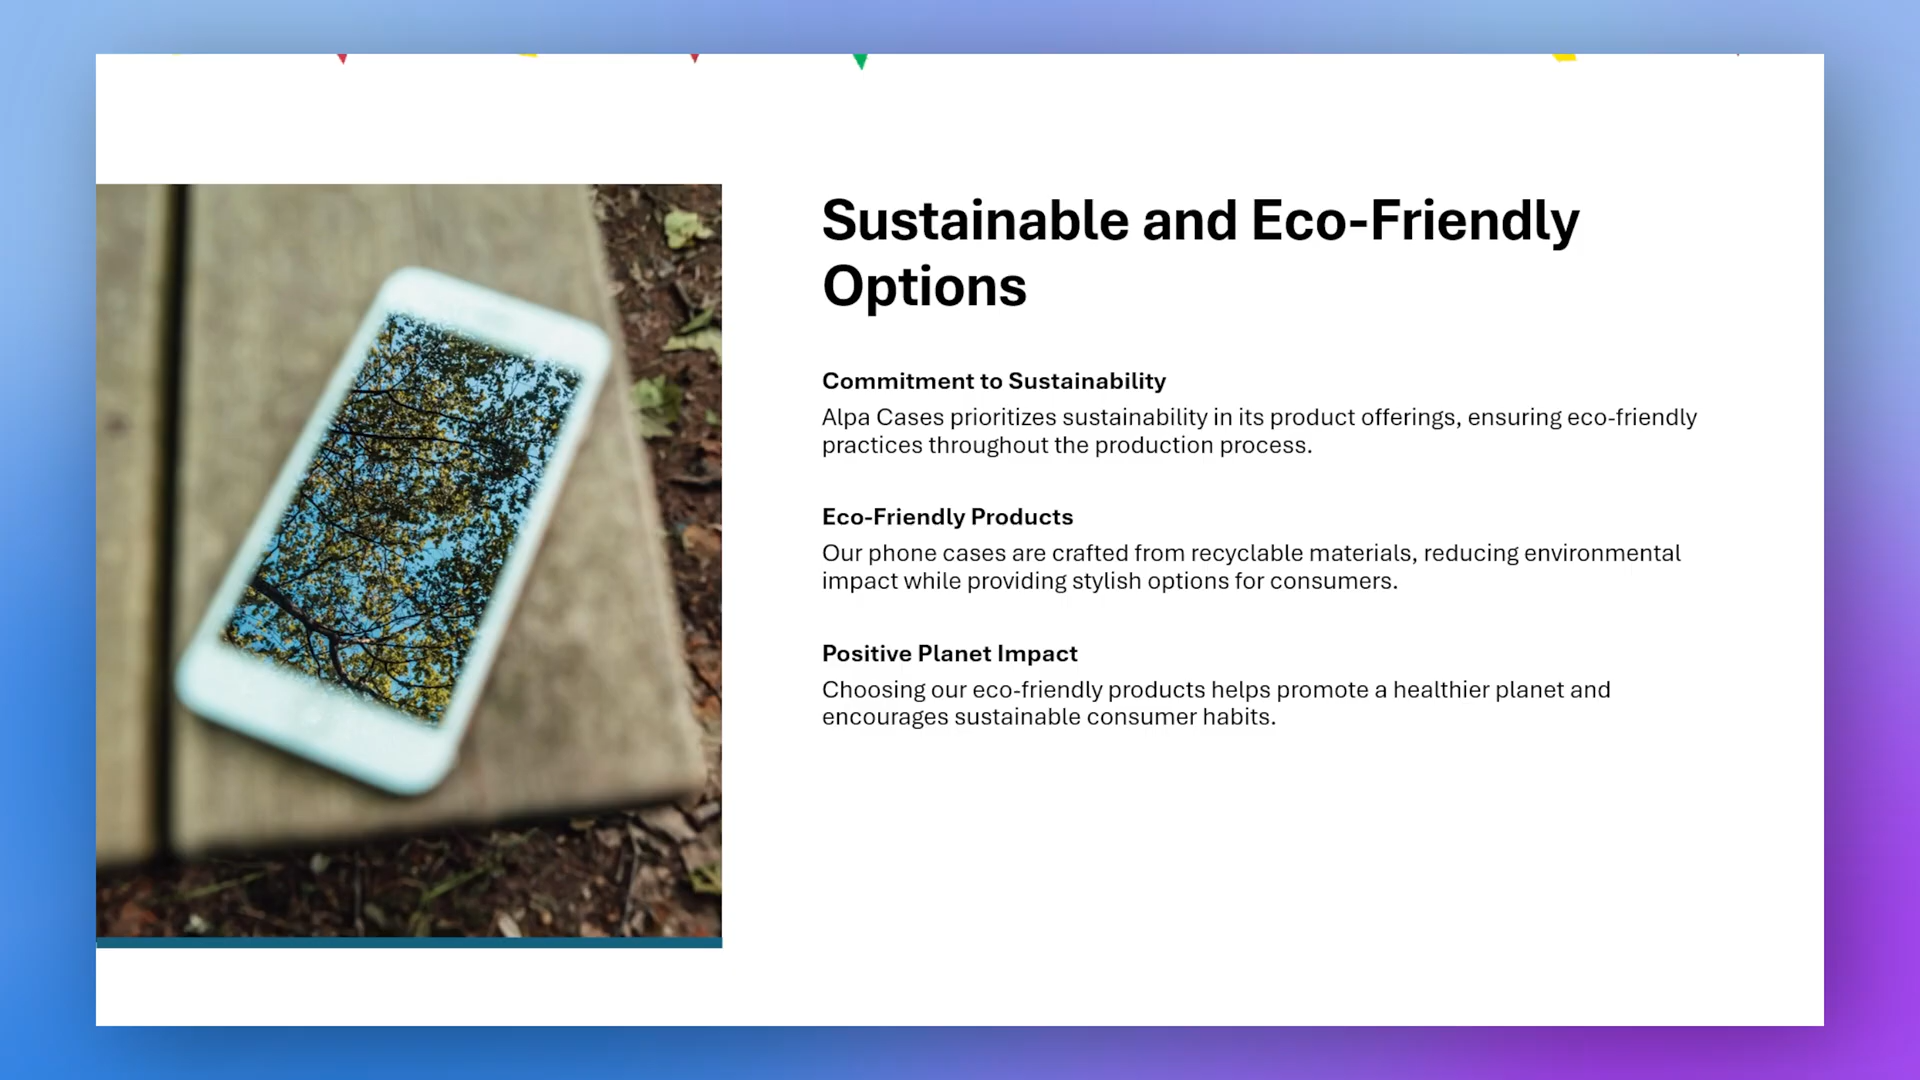 Sustainable and Eco-Friendly
Options
Commitment to Sustainability
Alpa Cases prioritizes sustainability in its product offerings, ensuring eco-friendly
practices throughout the production process.
Eco-Friendly Products
Our phone cases are crafted from recyclable materials, reducing environmental
impact while providing stylish options for consumers.
Positive Planet Impact
Choosing our eco-friendly products helps promote a healthier planet and
encourages sustainable consumer habits.